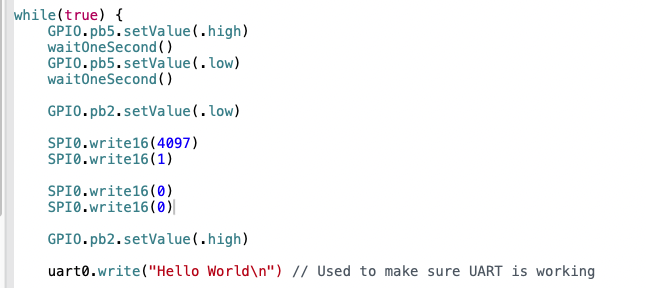 while(true) {
    GPIO.pb5.setValue(.high)
    waitOneSecond()
    GPIO.pb5.setValue(.low)
    waitOneSecond()

    GPIO.pb2.setValue(.low)

    SPI0.write16(4097)
    SPI0.write16(1)

    SPI0.write16(0)
    SPI0.write16(0)

    GPIO.pb2.setValue(.high)

    uart0.write("Hello World\n") // Used to make sure UART is working